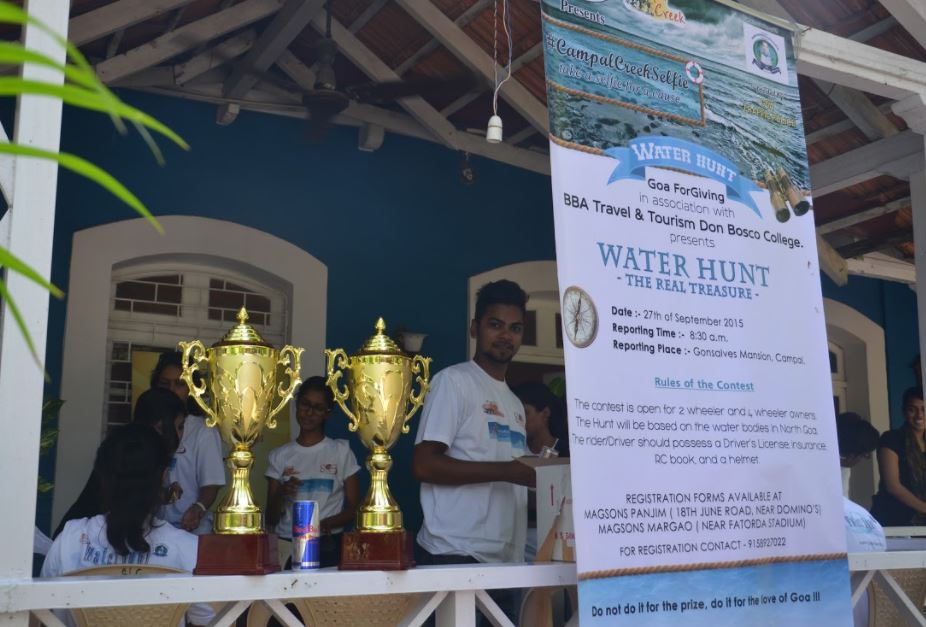 Presents
Creek
#CampalCreekSelfie
take a selfie for a cause
WATER HUNT
Goa ForGiving
in association with
BBA Travel & Tourism Don Bosco College.
presents
WATER HUNT
- THE REAL TREASURE -
Date :- 27th of September 2015
Reporting Time :- 8:30 a.m.
Reporting Place :- Gonsalves Mansion, Campal.
Rules of the Contest
The contest is open for 2 wheeler and 4 wheeler owners.
The Hunt will be based on the water bodies in North Goa.
The rider/Driver should possess a Driver's License, insurance,
RC book, and a helmet.
REGISTRATION FORMS AVAILABLE AT
MAGSONS PANJIM ( 18TH JUNE ROAD, NEAR DOMINO'S)
MAGSONS MARGAO ( NEAR FATORDA STADIUM)
FOR REGISTRATION CONTACT - 9158927022
Do not do it for the prize, do it for the love of Goa !!!